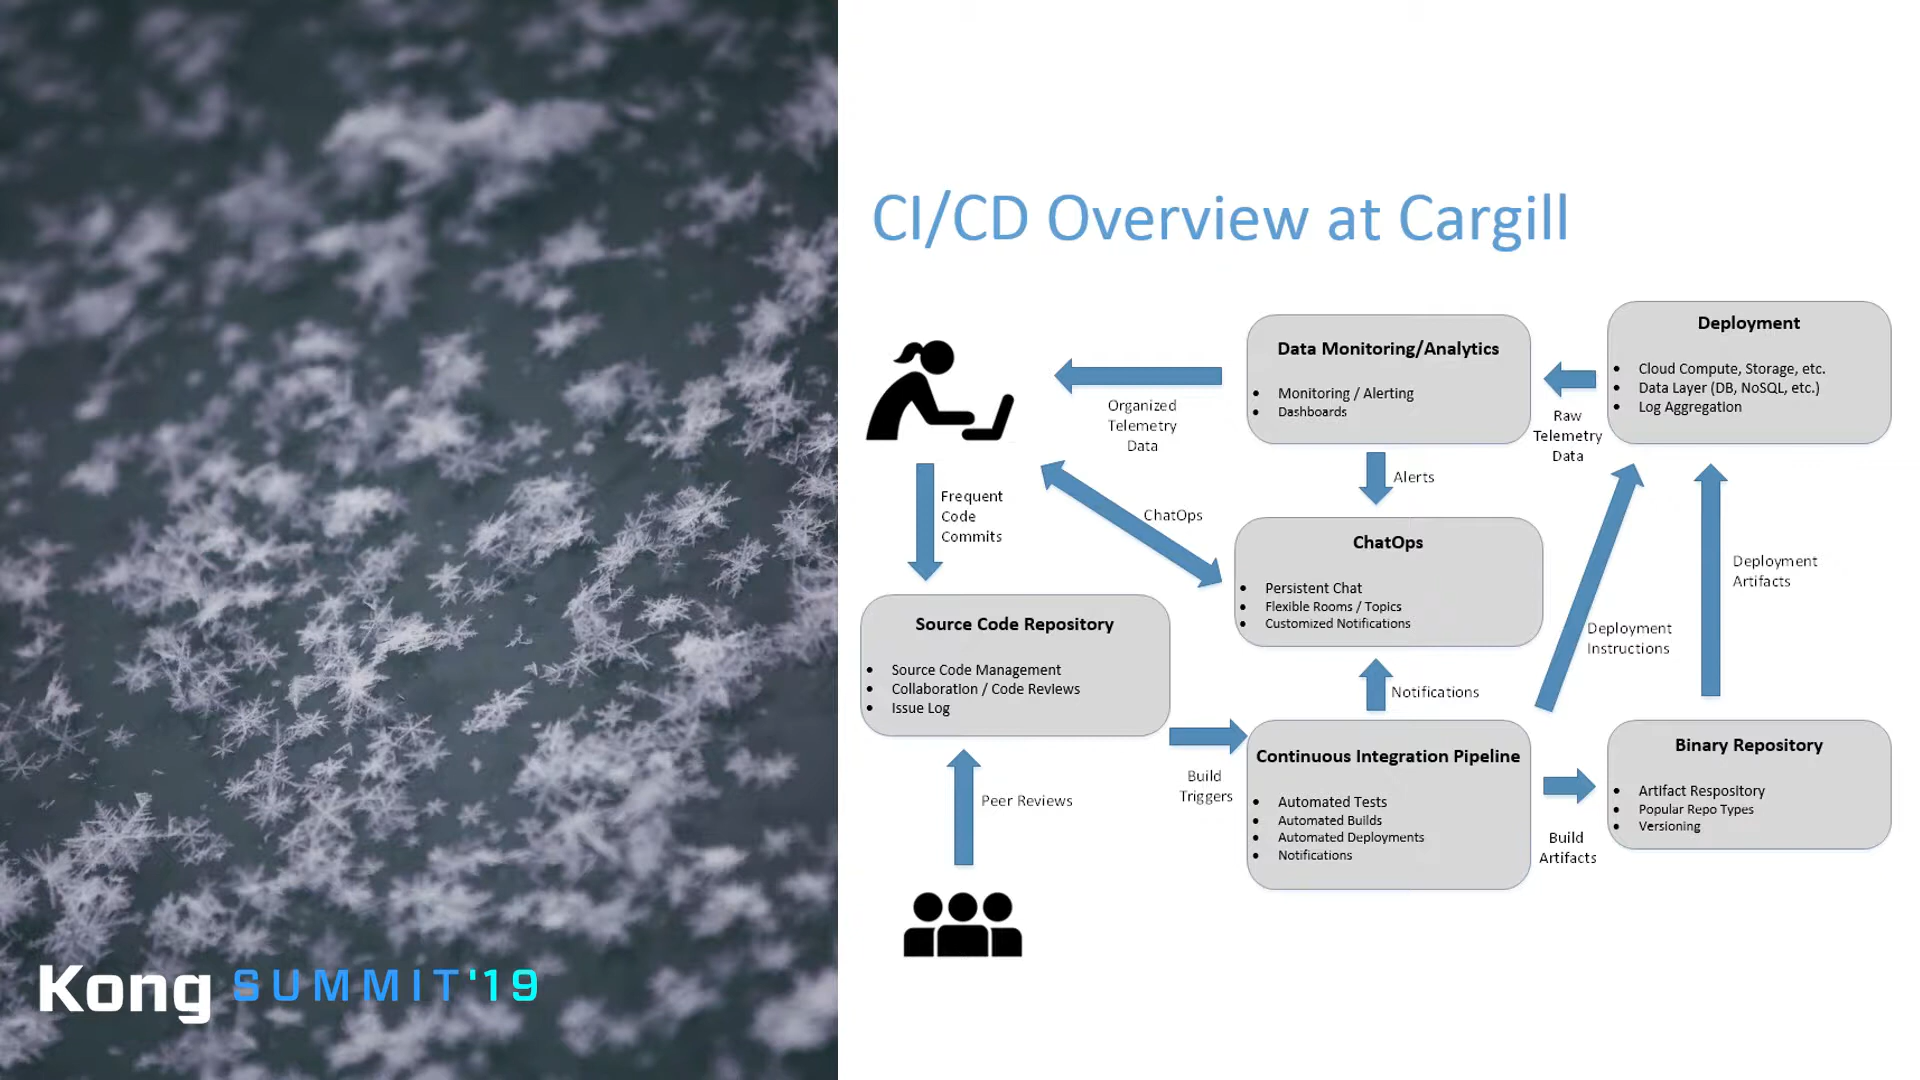 CI/CD Overview at Cargill
Data Monitoring/Analytics
Monitoring / Alerting
Dashboards
Deployment
Cloud Compute, Storage, etc.
Data Layer (DB, NoSQL, etc.)
Log Aggregation
Organized
Telemetry
Data
Raw
Telemetry
Data
Alerts
Frequent
Code
Commits
ChatOps
ChatOps
Persistent Chat
Flexible Rooms / Topics
Customized Notifications
Deployment
Artifacts
Deployment
Instructions
Source Code Repository
Source Code Management
Collaboration / Code Reviews
Issue Log
Notifications
Build
Triggers
Continuous Integration Pipeline
Automated Tests
Automated Builds
Automated Deployments
Notifications
Binary Repository
Artifact Respository
Popular Repo Types
Versioning
Peer Reviews
Build
Artifacts
Kong SUMMIT'19